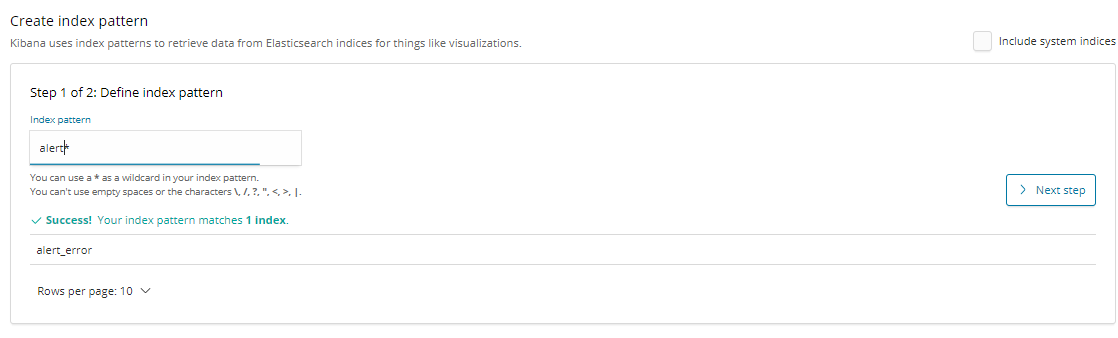 Create index pattern
Kibana uses index patterns to retrieve data from Elasticsearch indices for things like visualizations.
Include system indices
Step 1 of 2: Define index pattern
Index pattern
alert*
You can use a * as a wildcard in your index pattern.
You can't use empty spaces or the characters \, /, ?, ", <, >, |.
Next step
Success! Your index pattern matches 1 index.
alert_error
Rows per page: 10